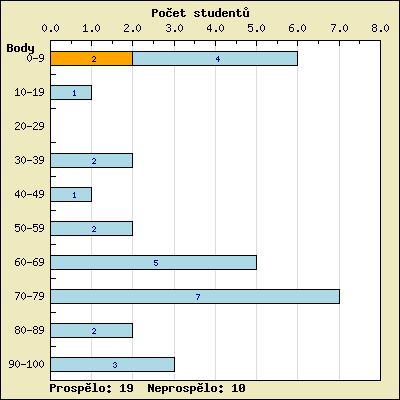 Počet studentů
0.0 1.0 2.0 3.0 4.0 5.0 6.0 7.0 8.0
Body
0-9 2 4
10-19 1
20-29
30-39 2
40-49 1
50-59 2
60-69 5
70-79 7
80-89 2
90-100 3
Prospělo: 19 Neprospělo: 10